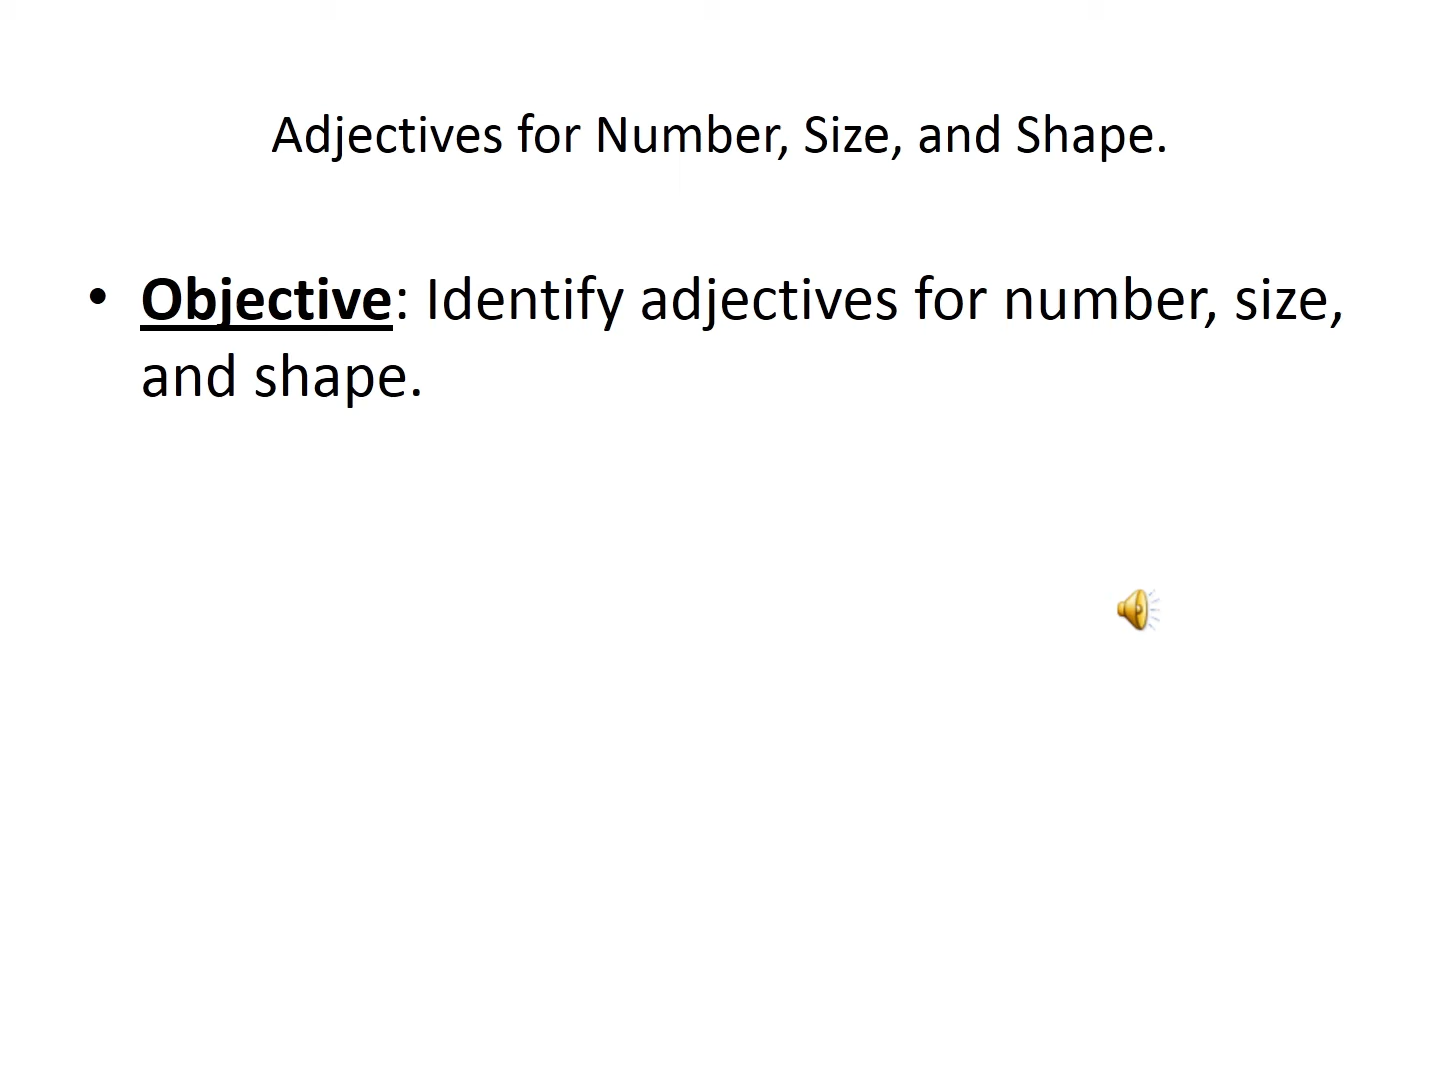 Adjectives for Number, Size, and Shape.
• Objective: Identify adjectives for number, size,
and shape.